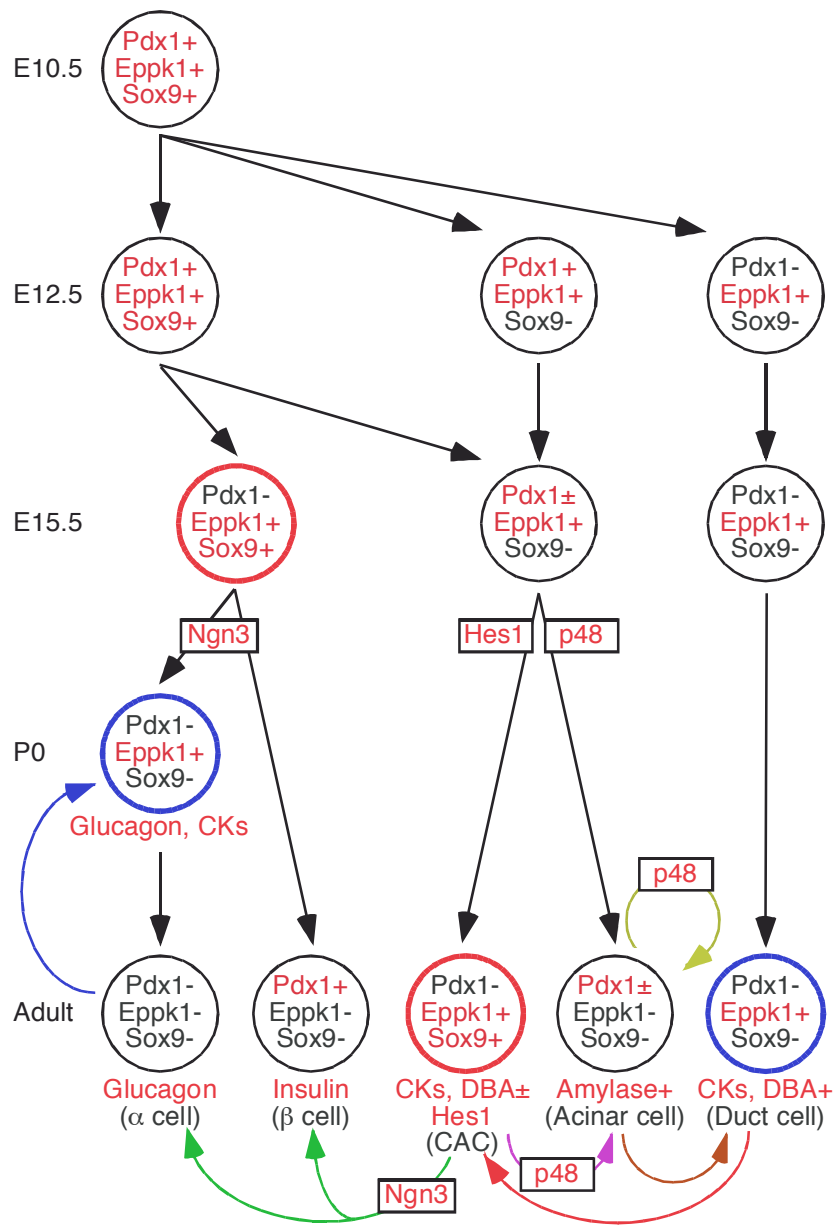 E10.5
Pdx1+
Eppk1+
Sox9+
E12.5
Pdx1+
Eppk1+
Sox9+
Pdx1+
Eppk1+
Sox9-
Pdx1-
Eppk1+
Sox9-
E15.5
Pdx1-
Eppk1+
Sox9+
Pdx1±
Eppk1+
Sox9-
Pdx1-
Eppk1+
Sox9-
Ngn3
Hes1
p48
P0
Pdx1-
Eppk1+
Sox9-
Glucagon, CKs
p48
Adult
Pdx1-
Eppk1-
Sox9-
Glucagon
(α cell)
Pdx1+
Eppk1-
Sox9-
Insulin
(β cell)
Pdx1-
Eppk1+
Sox9+
CKs, DBA±
Hes1
(CAC)
Pdx1±
Eppk1-
Sox9-
Amylase+
(Acinar cell)
Pdx1-
Eppk1+
Sox9-
CKs, DBA+
(Duct cell)
p48
Ngn3